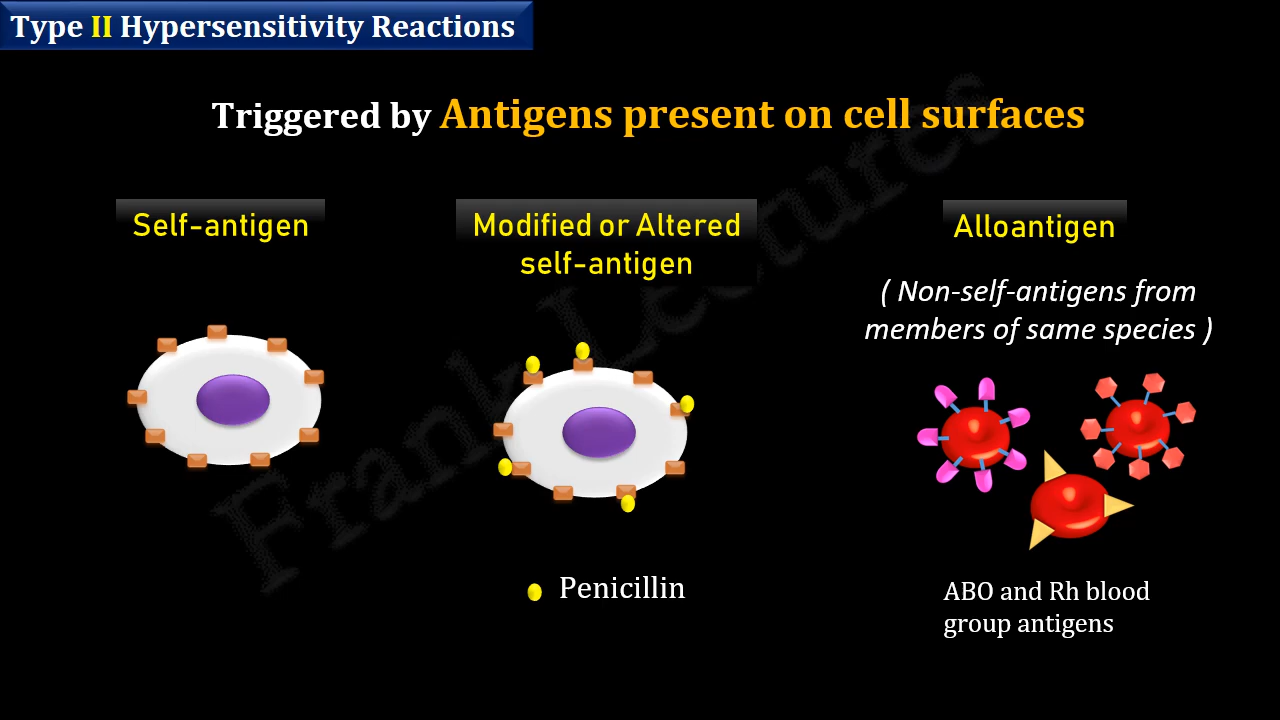 Type II Hypersensitivity Reactions
Triggered by Antigens present on cell surfaces
Self-antigen
Modified or Altered
self-antigen
Alloantigen
( Non-self-antigens from
members of same species )
Penicillin
ABO and Rh blood
group antigens
Frank Lectures